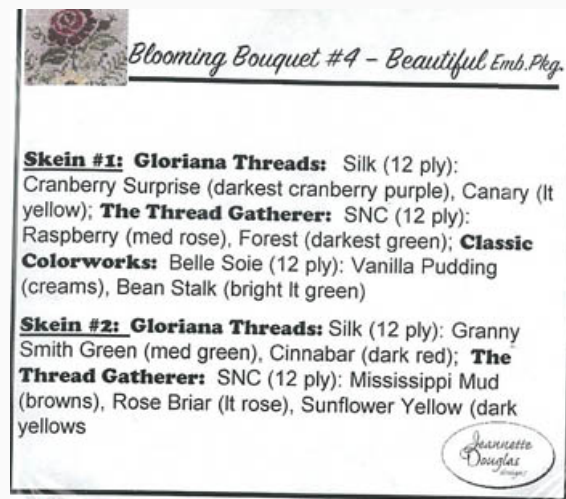 Blooming Bouquet #4 - Beautiful Emb.Pkg.
Skein #1: Gloriana Threads: Silk (12 ply):
Cranberry Surprise (darkest cranberry purple), Canary (lt
yellow); The Thread Gatherer: SNC (12 ply):
Raspberry (med rose), Forest (darkest green); Classic
Colorworks: Belle Soie (12 ply): Vanilla Pudding
(creams), Bean Stalk (bright lt green)
Skein #2: Gloriana Threads: Silk (12 ply): Granny
Smith Green (med green), Cinnabar (dark red); The
Thread Gatherer: SNC (12 ply): Mississippi Mud
(browns), Rose Briar (lt rose), Sunflower Yellow (dark
yellows
Jeannette
Douglas
designs